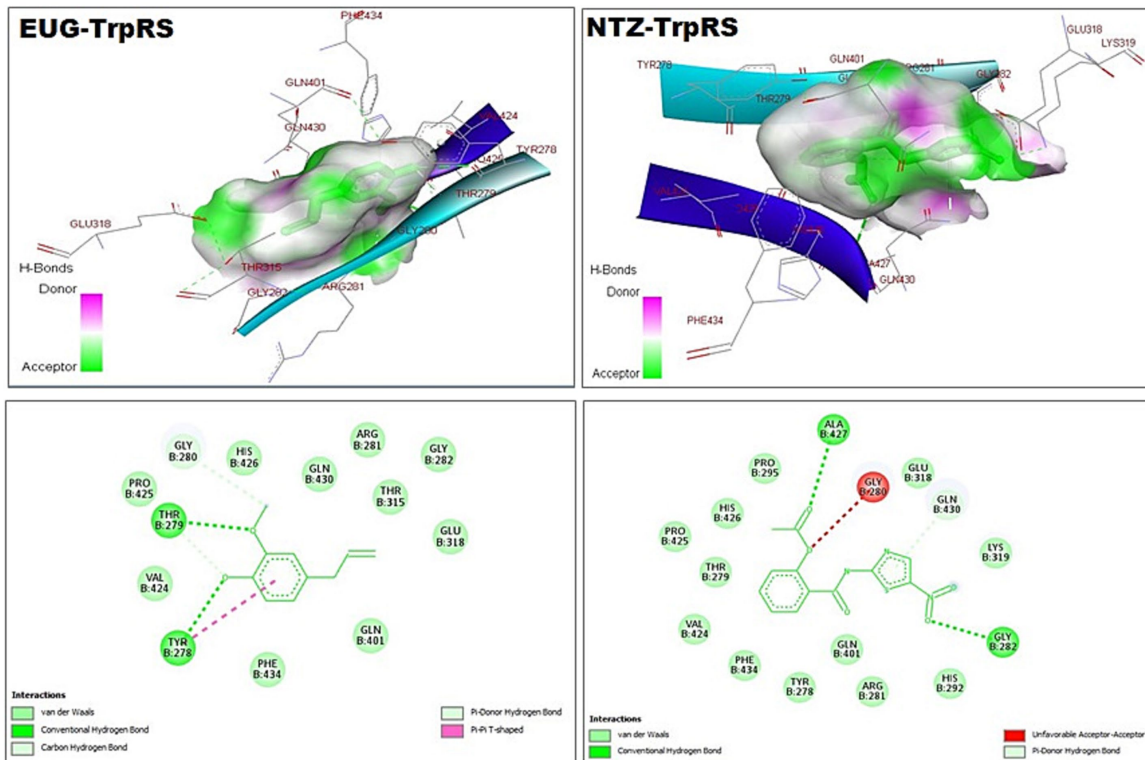 EUG-TrpRS
PHE434
GLN401
GLN430
424
TYR278
THR279
GLU318
THR315
GLY282
ARG281
H-Bonds
Donor
Acceptor
NTZ-TrpRS
GLU318
LYS319
TYR278
GLN401
THR279
GLN430
PHE434
H-Bonds
Donor
Acceptor
GLY
B:280
HIS
B:426
ARG
B:281
GLY
B:282
GLN
B:430
PRO
B:425
THR
B:315
THR
B:279
GLU
B:318
VAL
B:424
GLN
B:401
TYR
B:278
PHE
B:434
Interactions
van der Waals
Conventional Hydrogen Bond
Carbon Hydrogen Bond
Pi-Donor Hydrogen Bond
Pi-Pi T-shaped
ALA
B:427
PRO
B:295
GLY
B:280
GLU
B:318
GLN
B:430
HIS
B:426
PRO
B:425
LYS
B:319
THR
B:279
VAL
B:424
GLY
B:282
PHE
B:434
GLN
B:401
TYR
B:278
ARG
B:281
HIS
B:292
Interactions
van der Waals
Conventional Hydrogen Bond
Unfavorable Acceptor-Acceptor
Pi-Donor Hydrogen Bond